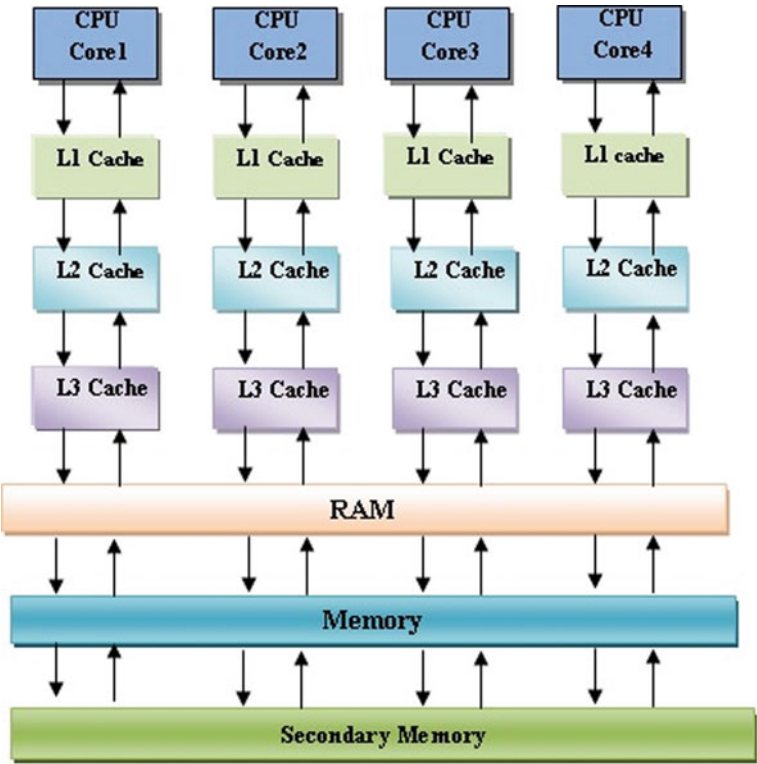 CPU
Core1
CPU
Core2
CPU
Core3
CPU
Core4
L1 Cache
L1 Cache
L1 Cache
L1 cache
L2 Cache
L2 Cache
L2 Cache
L2 Cache
L3 Cache
L3 Cache
L3 Cache
L3 Cache
RAM
Memory
Secondary Memory